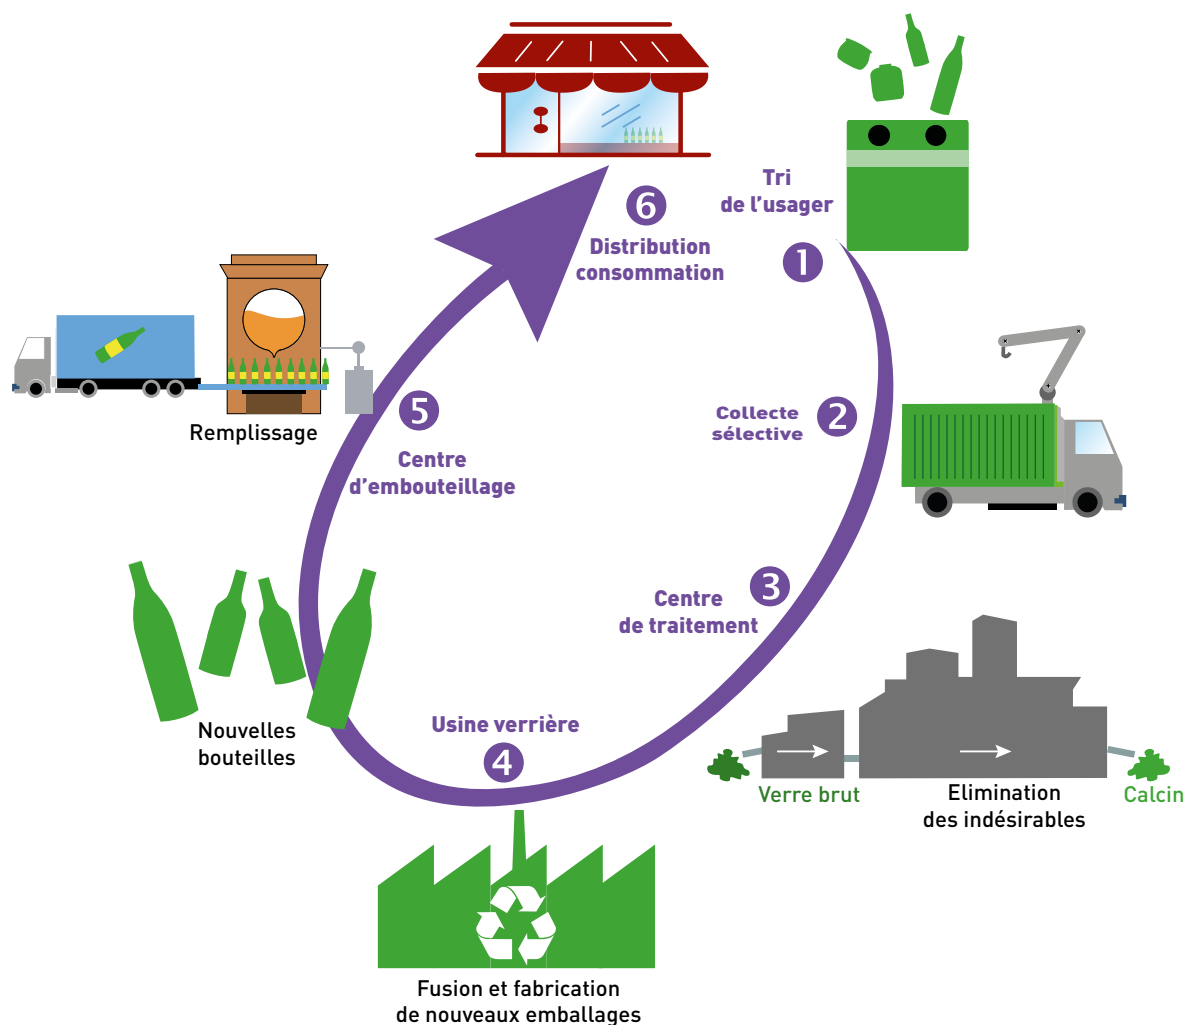 Tri
de l’usager
1
2
Collecte
sélective
3
Centre
de traitement
Verre brut
Elimination
des indésirables
Calcin
Usine verrière
4
Fusion et fabrication
de nouveaux emballages
Nouvelles
bouteilles
5
Centre
d’embouteillage
Remplissage
6
Distribution
consommation